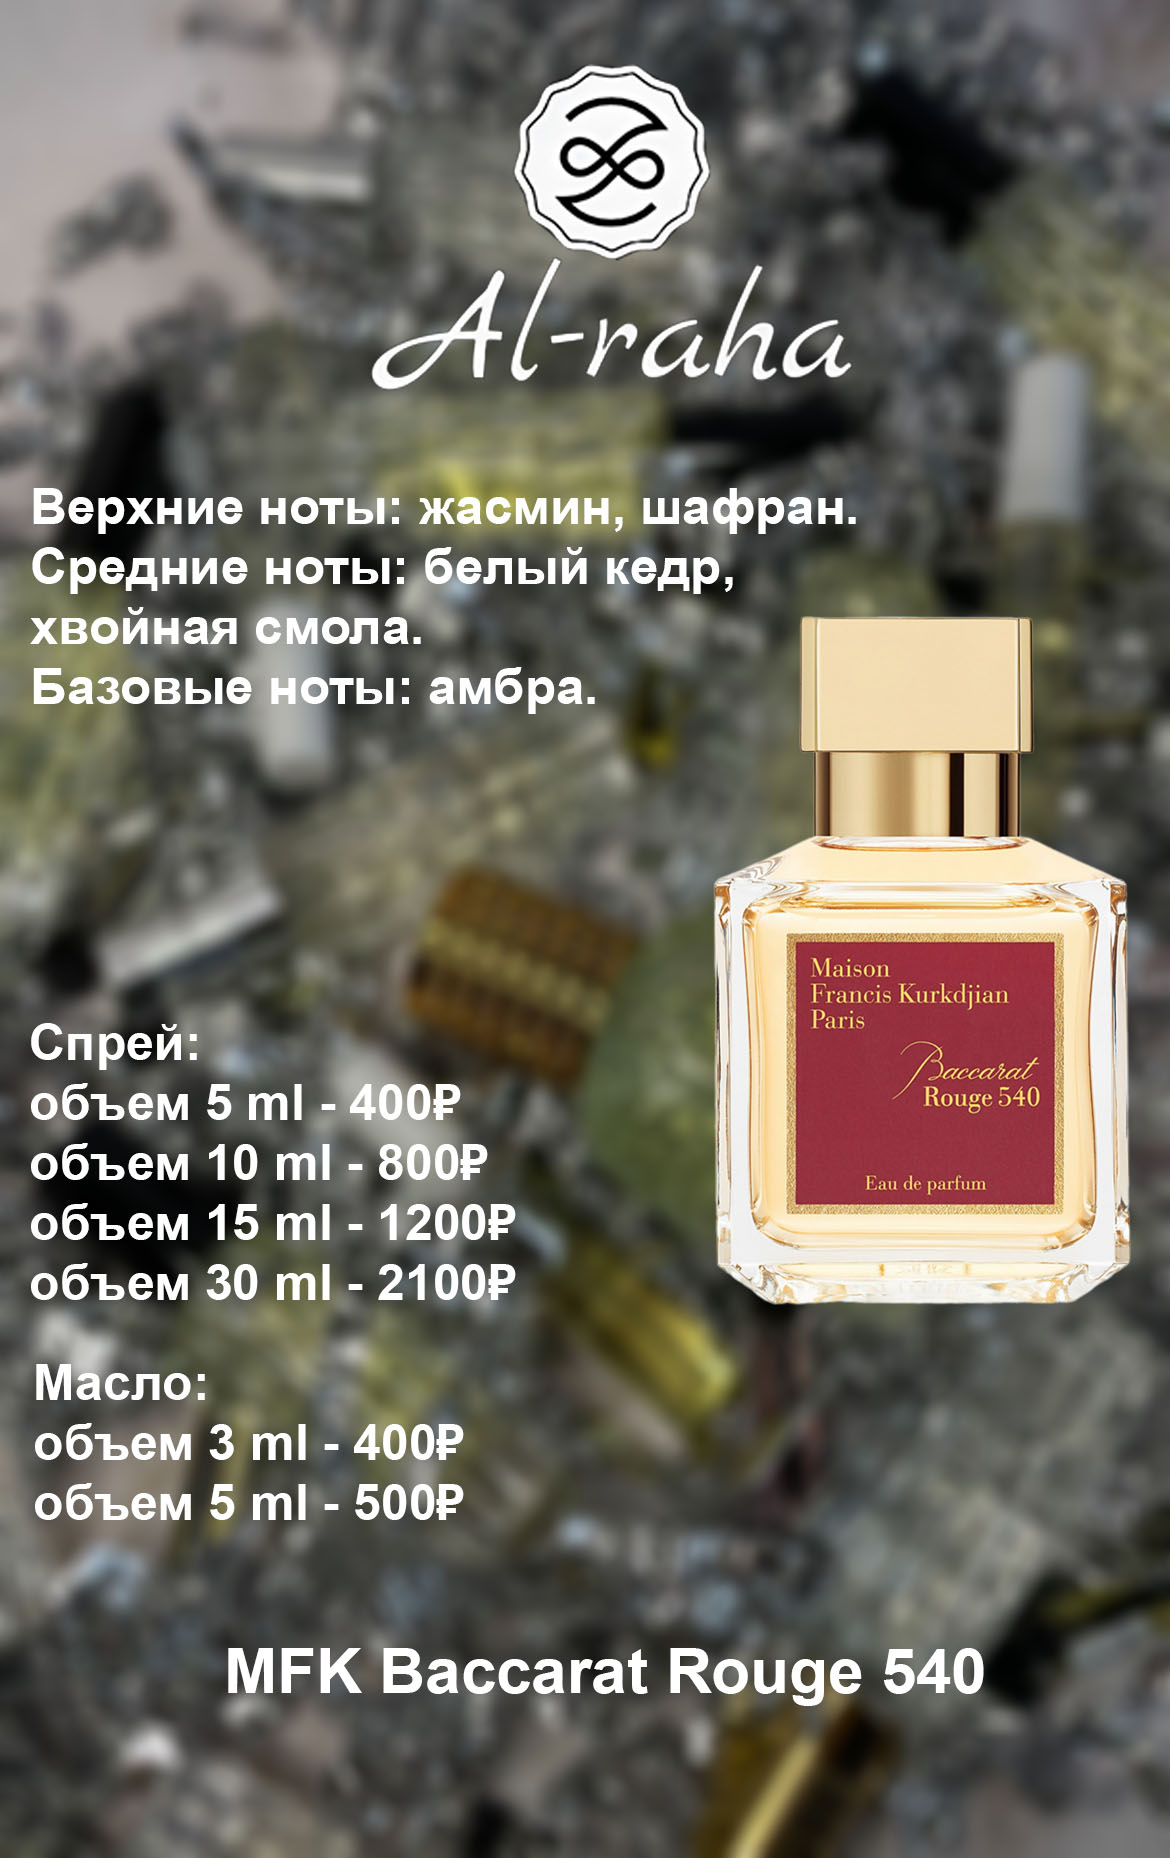 Al-raha
Верхние ноты: жасмин, шафран.
Средние ноты: белый кедр,
хвойная смола.
Базовые ноты: амбра.
Maison
Francis Kurkdjian
Paris
Baccarat
Rouge 540
Eau de parfum
Спрей:
объем 5 ml - 400₽
объем 10 ml - 800₽
объем 15 ml - 1200₽
объем 30 ml - 2100₽
Масло:
объем 3 ml - 400₽
объем 5 ml - 500₽
MFK Baccarat Rouge 540